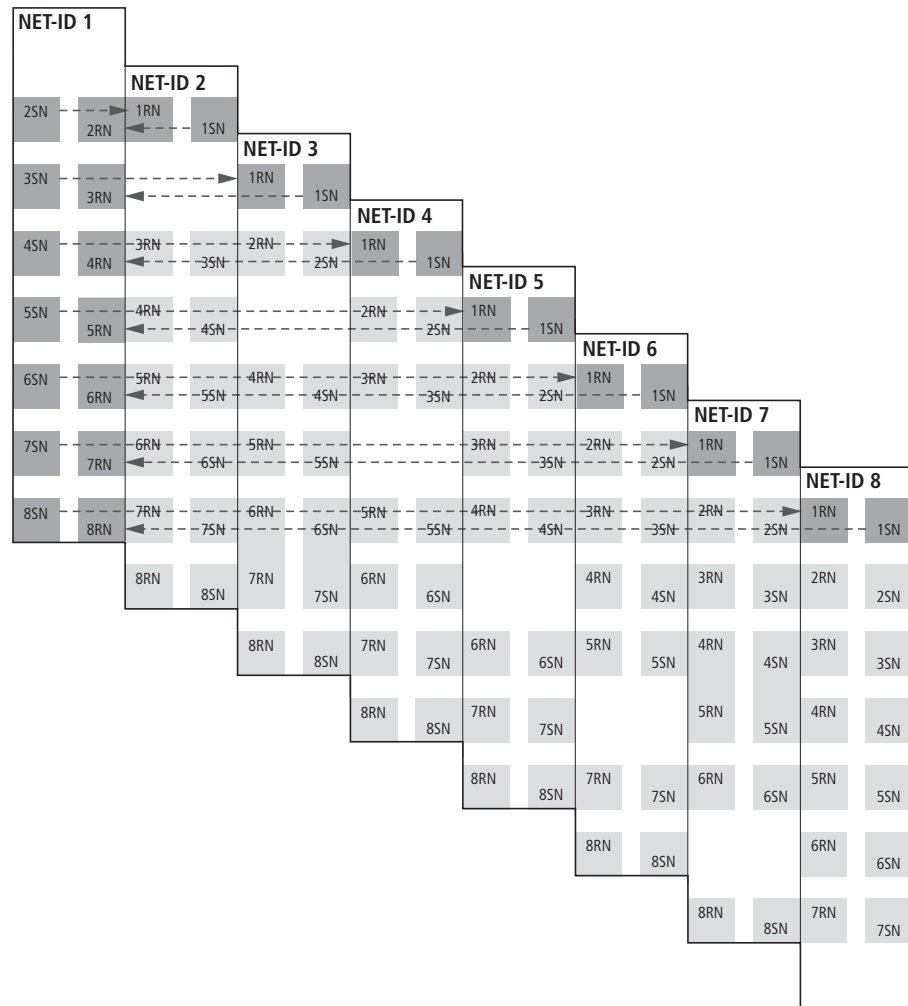 NET-ID 1
NET-ID 2
2SN 2RN 1RN 1SN
NET-ID 3
3SN 3RN 1RN 1SN
NET-ID 4
4SN 4RN 3RN 3SN 2RN 2SN 1RN 1SN
NET-ID 5
5SN 5RN 4RN 4SN 2RN 2SN 1RN 1SN
NET-ID 6
6SN 6RN 5RN 5SN 4RN 4SN 3RN 3SN 2RN 2SN 1RN 1SN
NET-ID 7
7SN 7RN 6RN 6SN 5RN 5SN 3RN 3SN 2RN 2SN 1RN 1SN
NET-ID 8
8SN 8RN 7RN 7SN 6RN 6SN 5RN 5SN 4RN 4SN 3RN 3SN 2RN 2SN 1RN 1SN
8RN 8SN 7RN 7SN 6RN 6SN 4RN 4SN 3RN 3SN 2RN 2SN
8RN 8SN 7RN 7SN 6RN 6SN 5RN 5SN 4RN 4SN 3RN 3SN
8RN 8SN 7RN 7SN 5RN 5SN 4RN 4SN
8RN 8SN 7RN 7SN 6RN 6SN 5RN 5SN
8RN 8SN 6RN 6SN
8RN 8SN 7RN 7SN